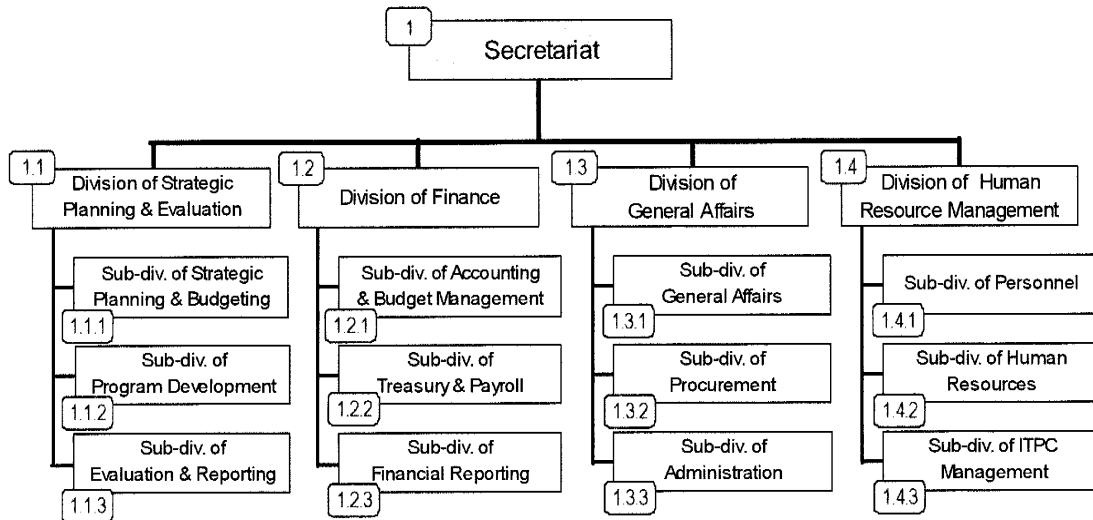 1
Secretariat
1.1
Division of Strategic
Planning & Evaluation
1.2
Division of Finance
1.3
Division of
General Affairs
1.4
Division of Human
Resource Management
Sub-div. of Strategic
Planning & Budgeting
1.1.1
Sub-div. of
Program Development
1.1.2
Sub-div. of
Evaluation & Reporting
1.1.3
Sub-div. of Accounting
& Budget Management
1.2.1
Sub-div. of
Treasury & Payroll
1.2.2
Sub-div. of
Financial Reporting
1.2.3
Sub-div. of
General Affairs
1.3.1
Sub-div. of
Procurement
1.3.2
Sub-div. of
Administration
1.3.3
Sub-div. of Personnel
1.4.1
Sub-div. of Human
Resources
1.4.2
Sub-div. of ITPC
Management
1.4.3